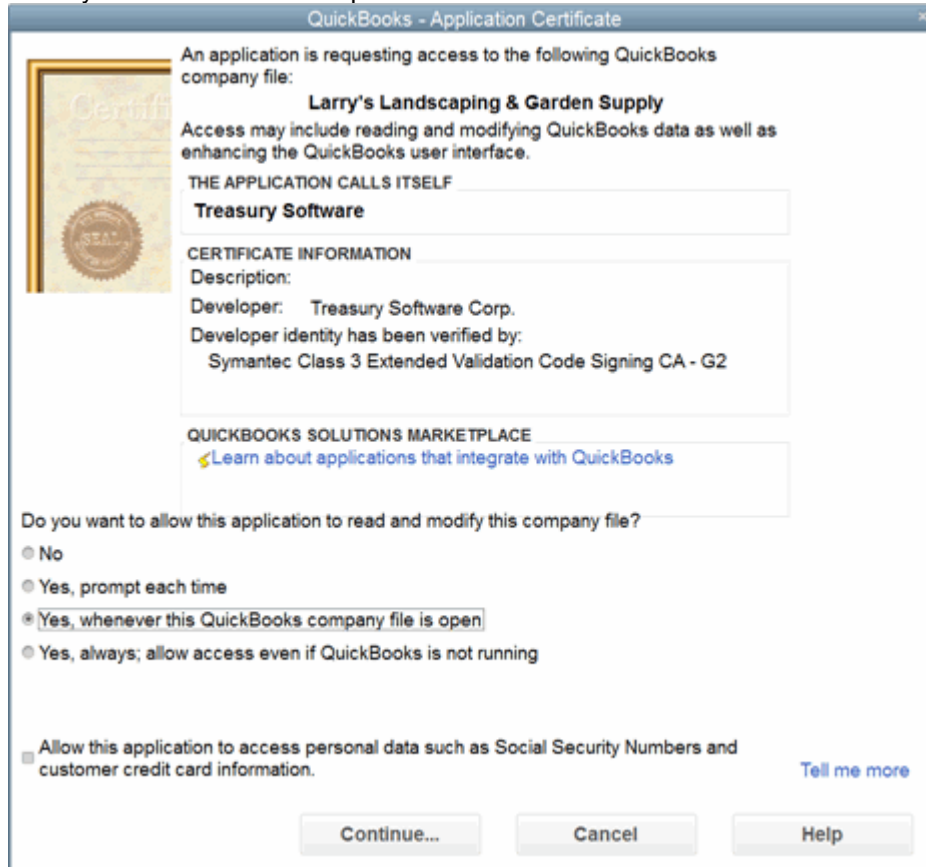 QuickBooks - Application Certificate
An application is requesting access to the following QuickBooks
company file:
Larry's Landscaping & Garden Supply
Access may include reading and modifying QuickBooks data as well as
enhancing the QuickBooks user interface.
THE APPLICATION CALLS ITSELF
Treasury Software
CERTIFICATE INFORMATION
Description:
Developer: Treasury Software Corp.
Developer identity has been verified by:
Symantec Class 3 Extended Validation Code Signing CA - G2
QUICKBOOKS SOLUTIONS MARKETPLACE
Learn about applications that integrate with QuickBooks
Do you want to allow this application to read and modify this company file?
No
Yes, prompt each time
Yes, whenever this QuickBooks company file is open
Yes, always; allow access even if QuickBooks is not running
Allow this application to access personal data such as Social Security Numbers and
customer credit card information.
Tell me more
Continue... Cancel Help
SEAL